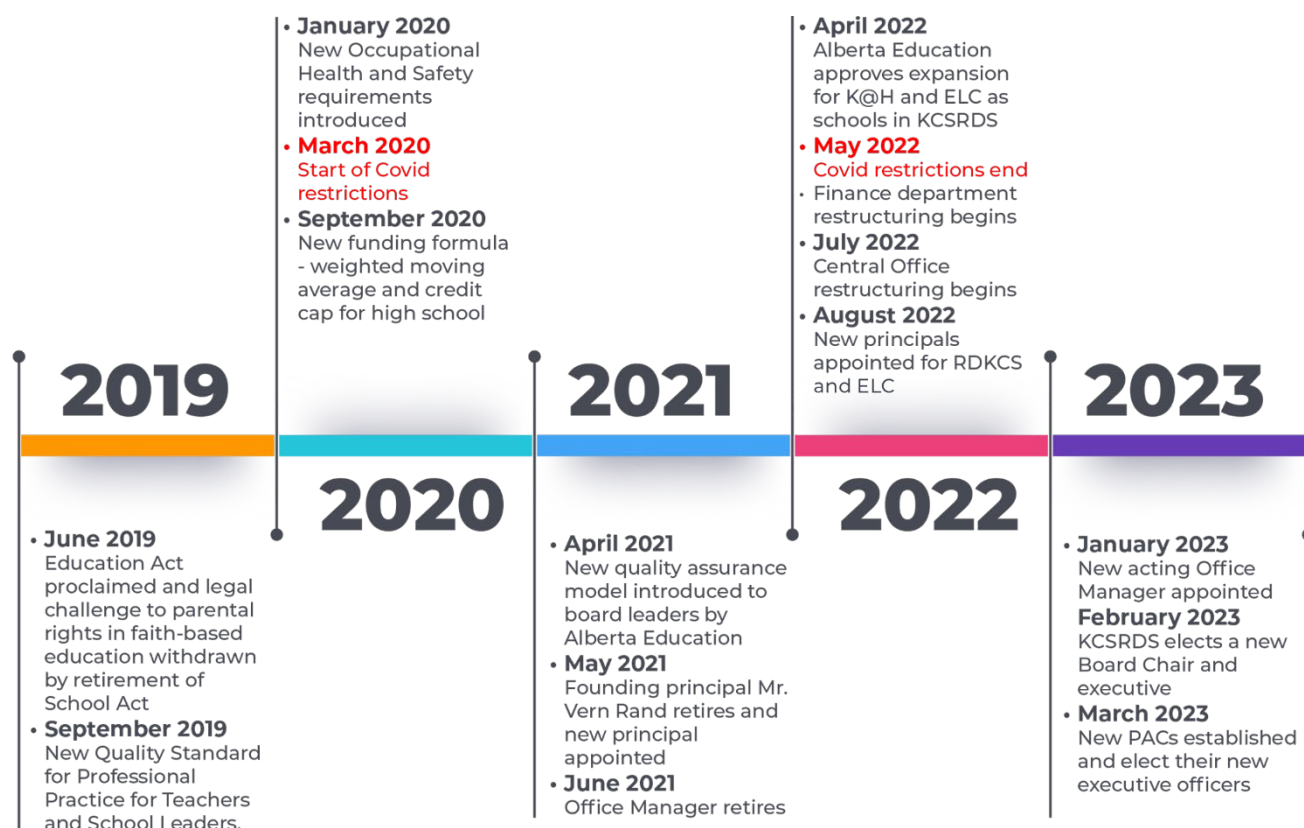 2019
• June 2019
Education Act
proclaimed and legal
challenge to parental
rights in faith-based
education withdrawn
by retirement of
School Act
• September 2019
New Quality Standard
for Professional
Practice for Teachers
and School Leaders.
• January 2020
New Occupational
Health and Safety
requirements
introduced
• March 2020
Start of Covid
restrictions
• September 2020
New funding formula
- weighted moving
average and credit
cap for high school
2020
2021
• April 2021
New quality assurance
model introduced to
board leaders by
Alberta Education
• May 2021
Founding principal Mr.
Vern Rand retires and
new principal
appointed
• June 2021
Office Manager retires
• April 2022
Alberta Education
approves expansion
for K@H and ELC as
schools in KCSRDS
• May 2022
Covid restrictions end
• Finance department
restructuring begins
• July 2022
Central Office
restructuring begins
• August 2022
New principals
appointed for RDKCS
and ELC
2022
2023
• January 2023
New acting Office
Manager appointed
February 2023
KCSRDS elects a new
Board Chair and
executive
• March 2023
New PACs established
and elect their new
executive officers